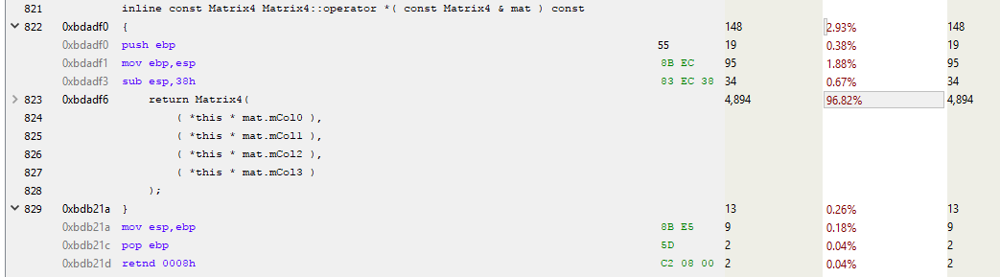 821 inline const Matrix4 Matrix4::operator *( const Matrix4 & mat ) const
822 0xbdadf0 { 148 2.93% 148
0xbdadf0 push ebp 55 19 0.38% 19
0xbdadf1 mov ebp,esp 8B EC 95 1.88% 95
0xbdadf3 sub esp,38h 83 EC 38 34 0.67% 34
823 0xbdadf6 return Matrix4( 4,894 96.82% 4,894
824 ( *this * mat.mCol0 ),
825 ( *this * mat.mCol1 ),
826 ( *this * mat.mCol2 ),
827 ( *this * mat.mCol3 )
828 );
829 0xbdb21a } 13 0.26% 13
0xbdb21a mov esp,ebp 8B E5 9 0.18% 9
0xbdb21c pop ebp 5D 2 0.04% 2
0xbdb21d retnd 0008h C2 08 00 2 0.04% 2